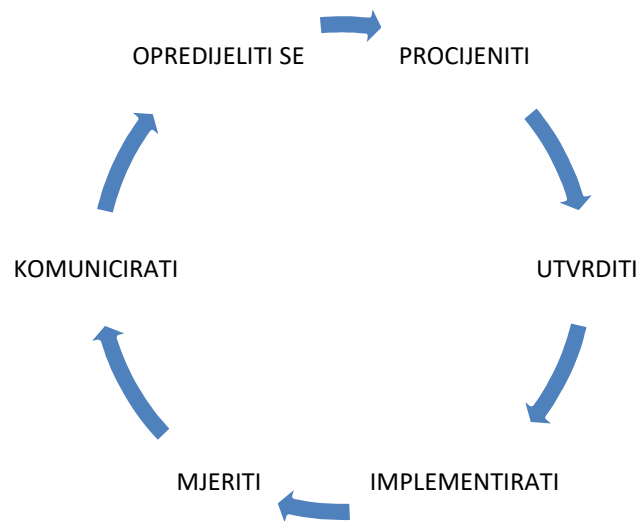 OPREDIJELITI SE
PROCIJENITI
UTVRDITI
IMPLEMENTIRATI
MJERITI
KOMUNICIRATI